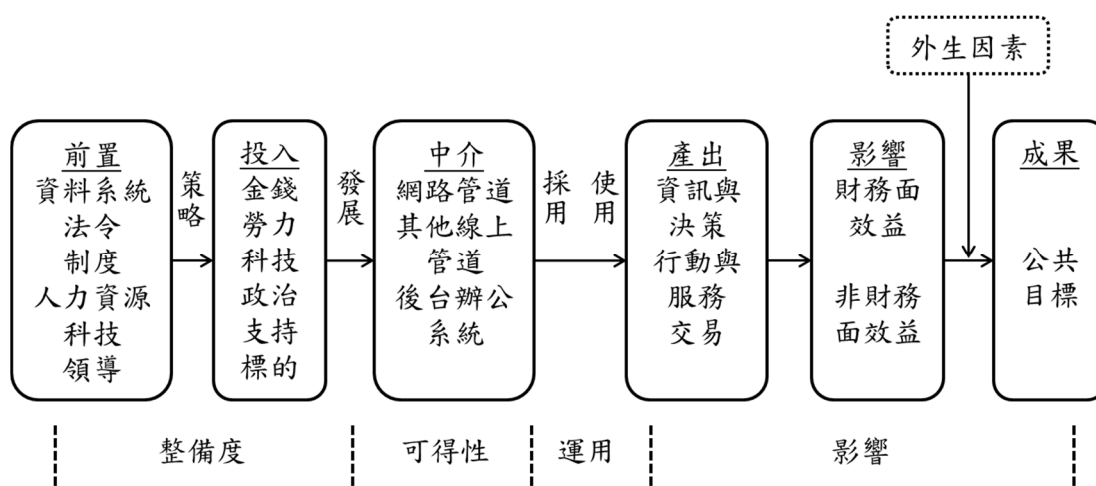 外生因素
前置
資料系統
法令
制度
人力資源
科技
領導
策略
投入
金錢
勞力
科技
政治
支持
標的
發展
中介
網路管道
其他線上
管道
後台辦公
系統
採用
使用
產出
資訊與
決策
行動與
服務
交易
影響
財務面
效益
非財務
面效益
成果
公共
目標
整備度
可得性
運用
影響